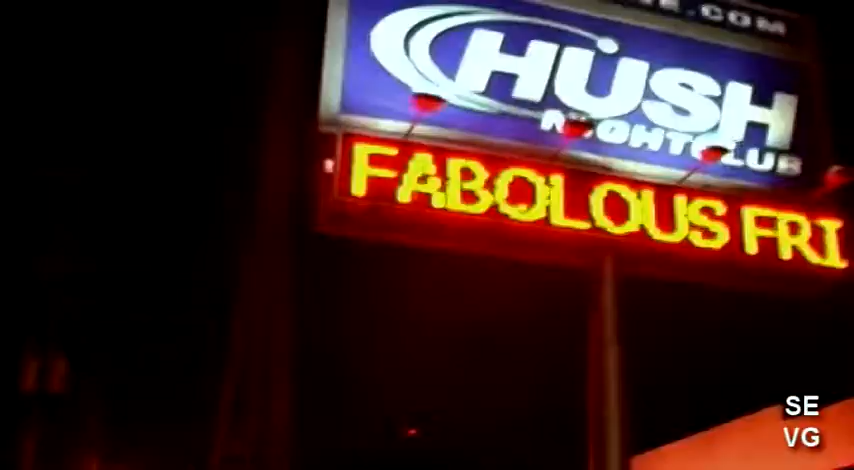 .COM
HUSH
NIGHTCLUB
FABOLOUS FRI
SE
VG